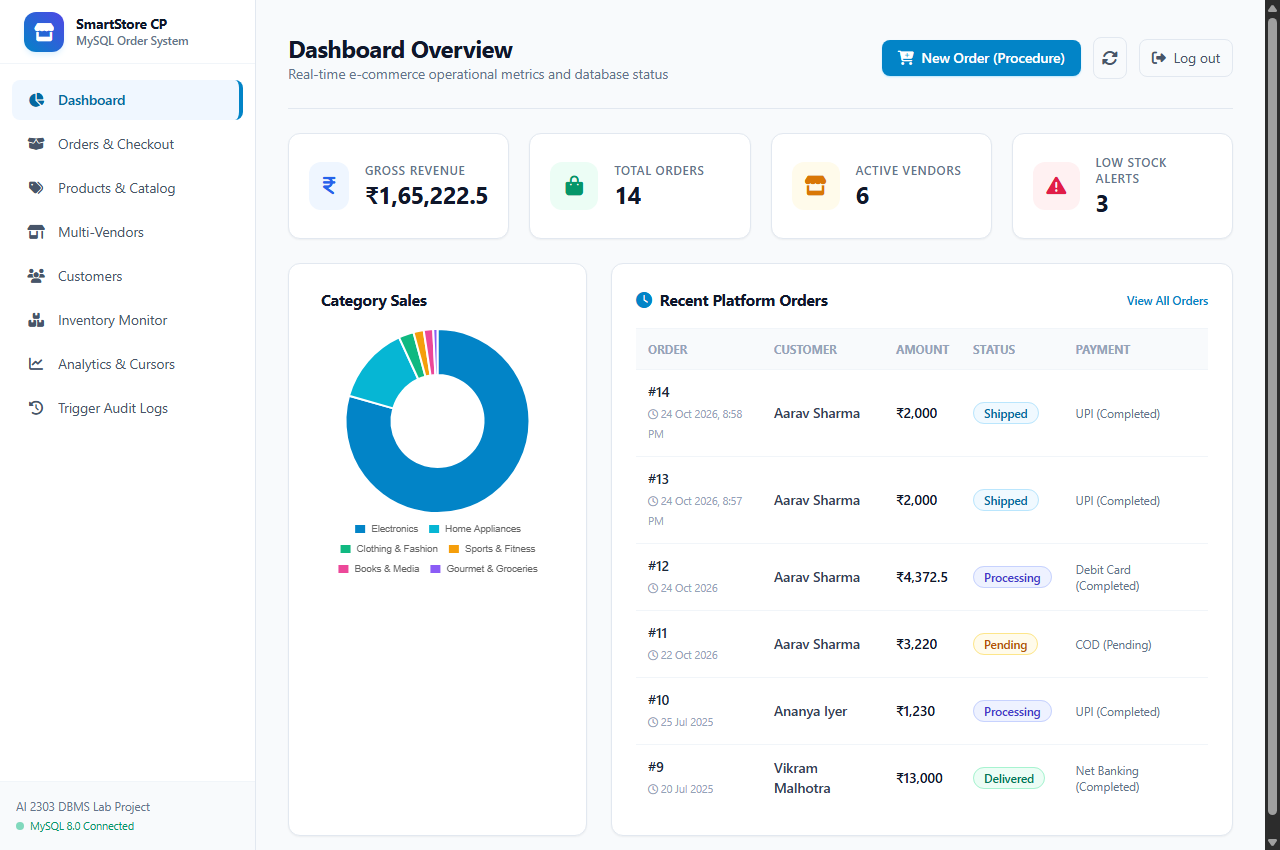 SmartStore CP
MySQL Order System
Dashboard
Orders & Checkout
Products & Catalog
Multi-Vendors
Customers
Inventory Monitor
Analytics & Cursors
Trigger Audit Logs
AI 2303 DBMS Lab Project
MySQL 8.0 Connected
Dashboard Overview
Real-time e-commerce operational metrics and database status
New Order (Procedure)
Log out
GROSS REVENUE
₹1,65,222.5
TOTAL ORDERS
14
ACTIVE VENDORS
6
LOW STOCK
ALERTS
3
Category Sales
Electronics Home Appliances
Clothing & Fashion Sports & Fitness
Books & Media Gourmet & Groceries
Recent Platform Orders View All Orders
ORDER CUSTOMER AMOUNT STATUS PAYMENT
#14
24 Oct 2026, 8:58
PM
Aarav Sharma ₹2,000 Shipped UPI (Completed)
#13
24 Oct 2026, 8:57
PM
Aarav Sharma ₹2,000 Shipped UPI (Completed)
#12
24 Oct 2026
Aarav Sharma ₹4,372.5 Processing Debit Card
(Completed)
#11
22 Oct 2026
Aarav Sharma ₹3,220 Pending COD (Pending)
#10
25 Jul 2025
Ananya Iyer ₹1,230 Processing UPI (Completed)
#9
20 Jul 2025
Vikram
Malhotra
₹13,000 Delivered Net Banking
(Completed)